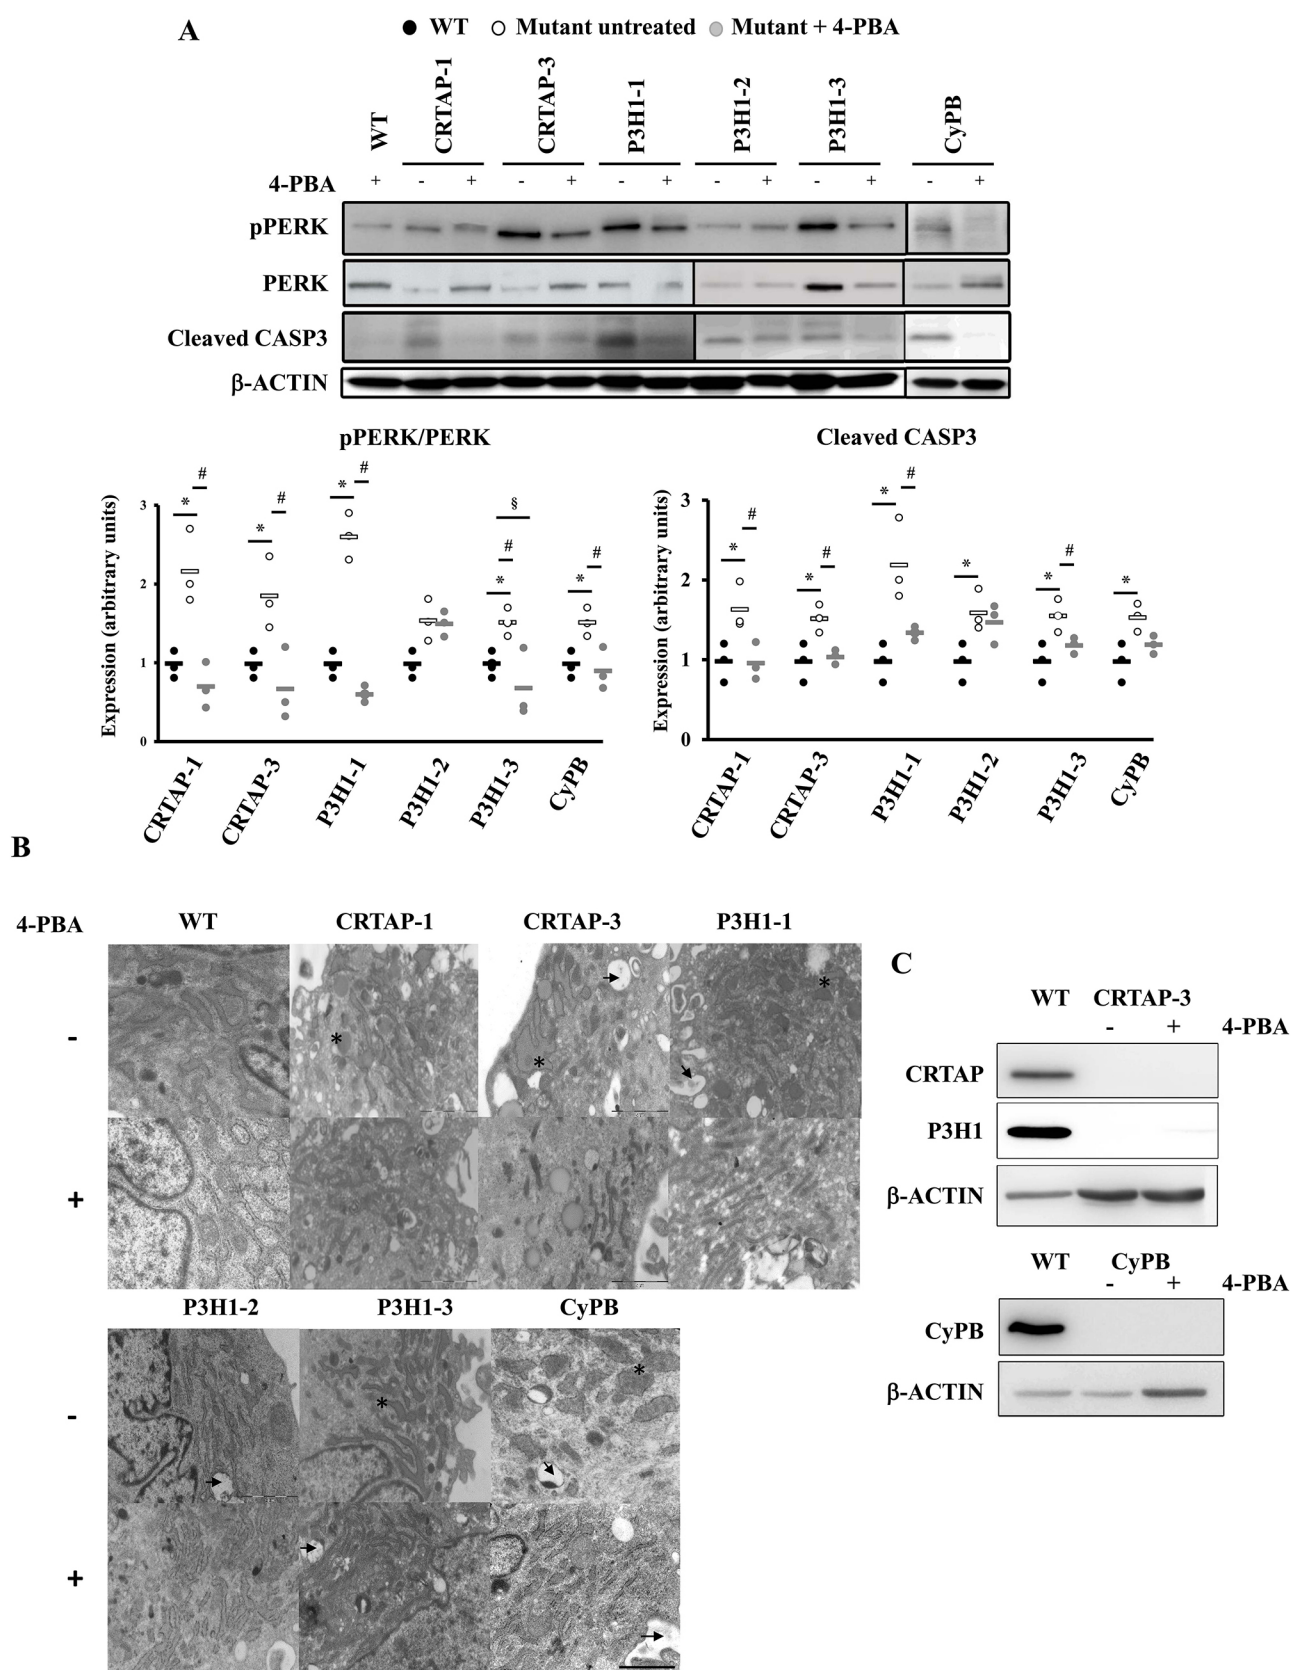 A
● WT ○ Mutant untreated ● Mutant + 4-PBA
WT CRTAP-1 CRTAP-3 P3H1-1 P3H1-2 P3H1-3 CyPB
4-PBA + - + - + - + - + - + - +
pPERK
PERK
Cleaved CASP3
β-ACTIN
pPERK/PERK
Expression (arbitrary units)
3
2
1
0
* # * # * # * # § * #
CRTAP-1 CRTAP-3 P3H1-1 P3H1-2 P3H1-3 CyPB
Cleaved CASP3
Expression (arbitrary units)
3
2
1
0
* # * # * # * * # *
CRTAP-1 CRTAP-3 P3H1-1 P3H1-2 P3H1-3 CyPB
B
4-PBA WT CRTAP-1 CRTAP-3 P3H1-1
-
* * *
+
P3H1-2 P3H1-3 CyPB
-
* *
+
C
WT CRTAP-3
- + 4-PBA
CRTAP
P3H1
β-ACTIN
WT CyPB
- + 4-PBA
CyPB
β-ACTIN